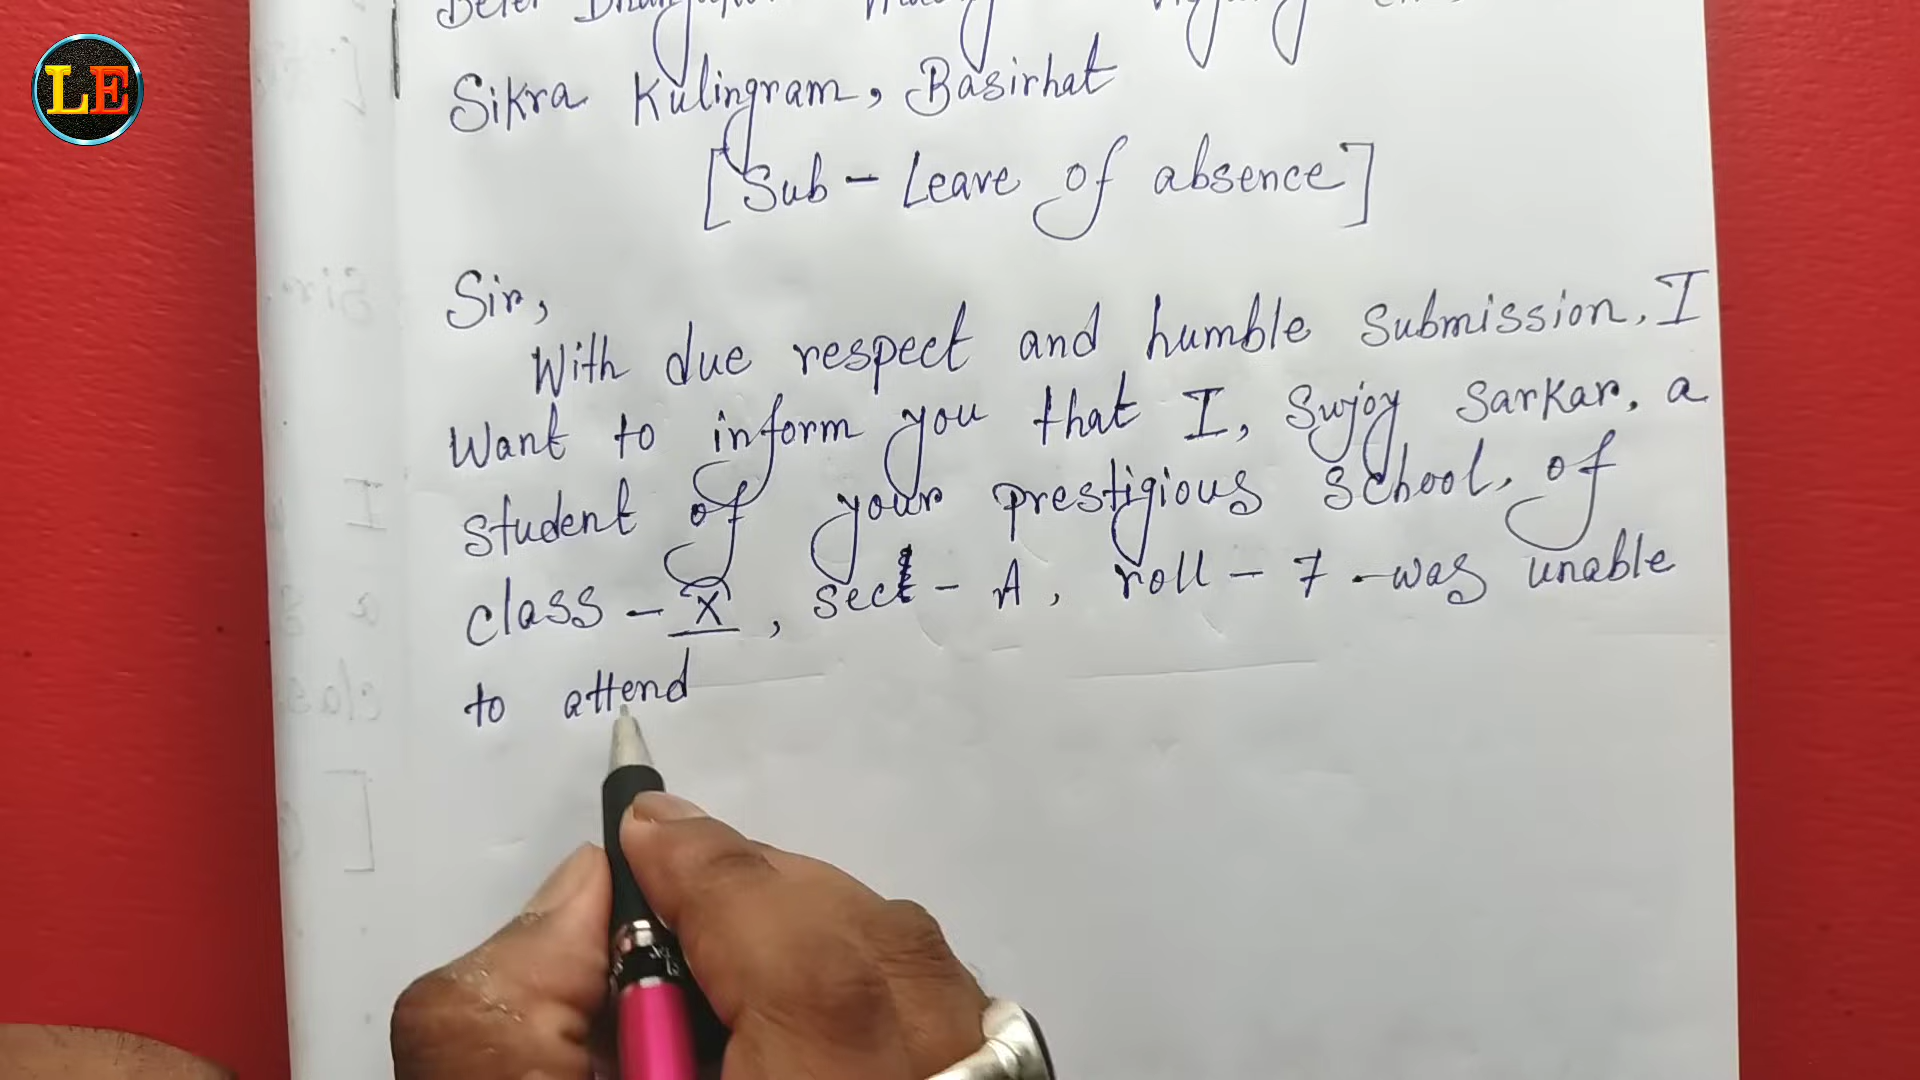 LE
Sikra Kulingram, Basirhat
[Sub - Leave of absence]
Sir,
With due respect and humble submission, I
want to inform you that I, Sujoy Sarkar, a
student of your prestigious school, of
class - X, sect - A, roll - 7 - was unable
to attend